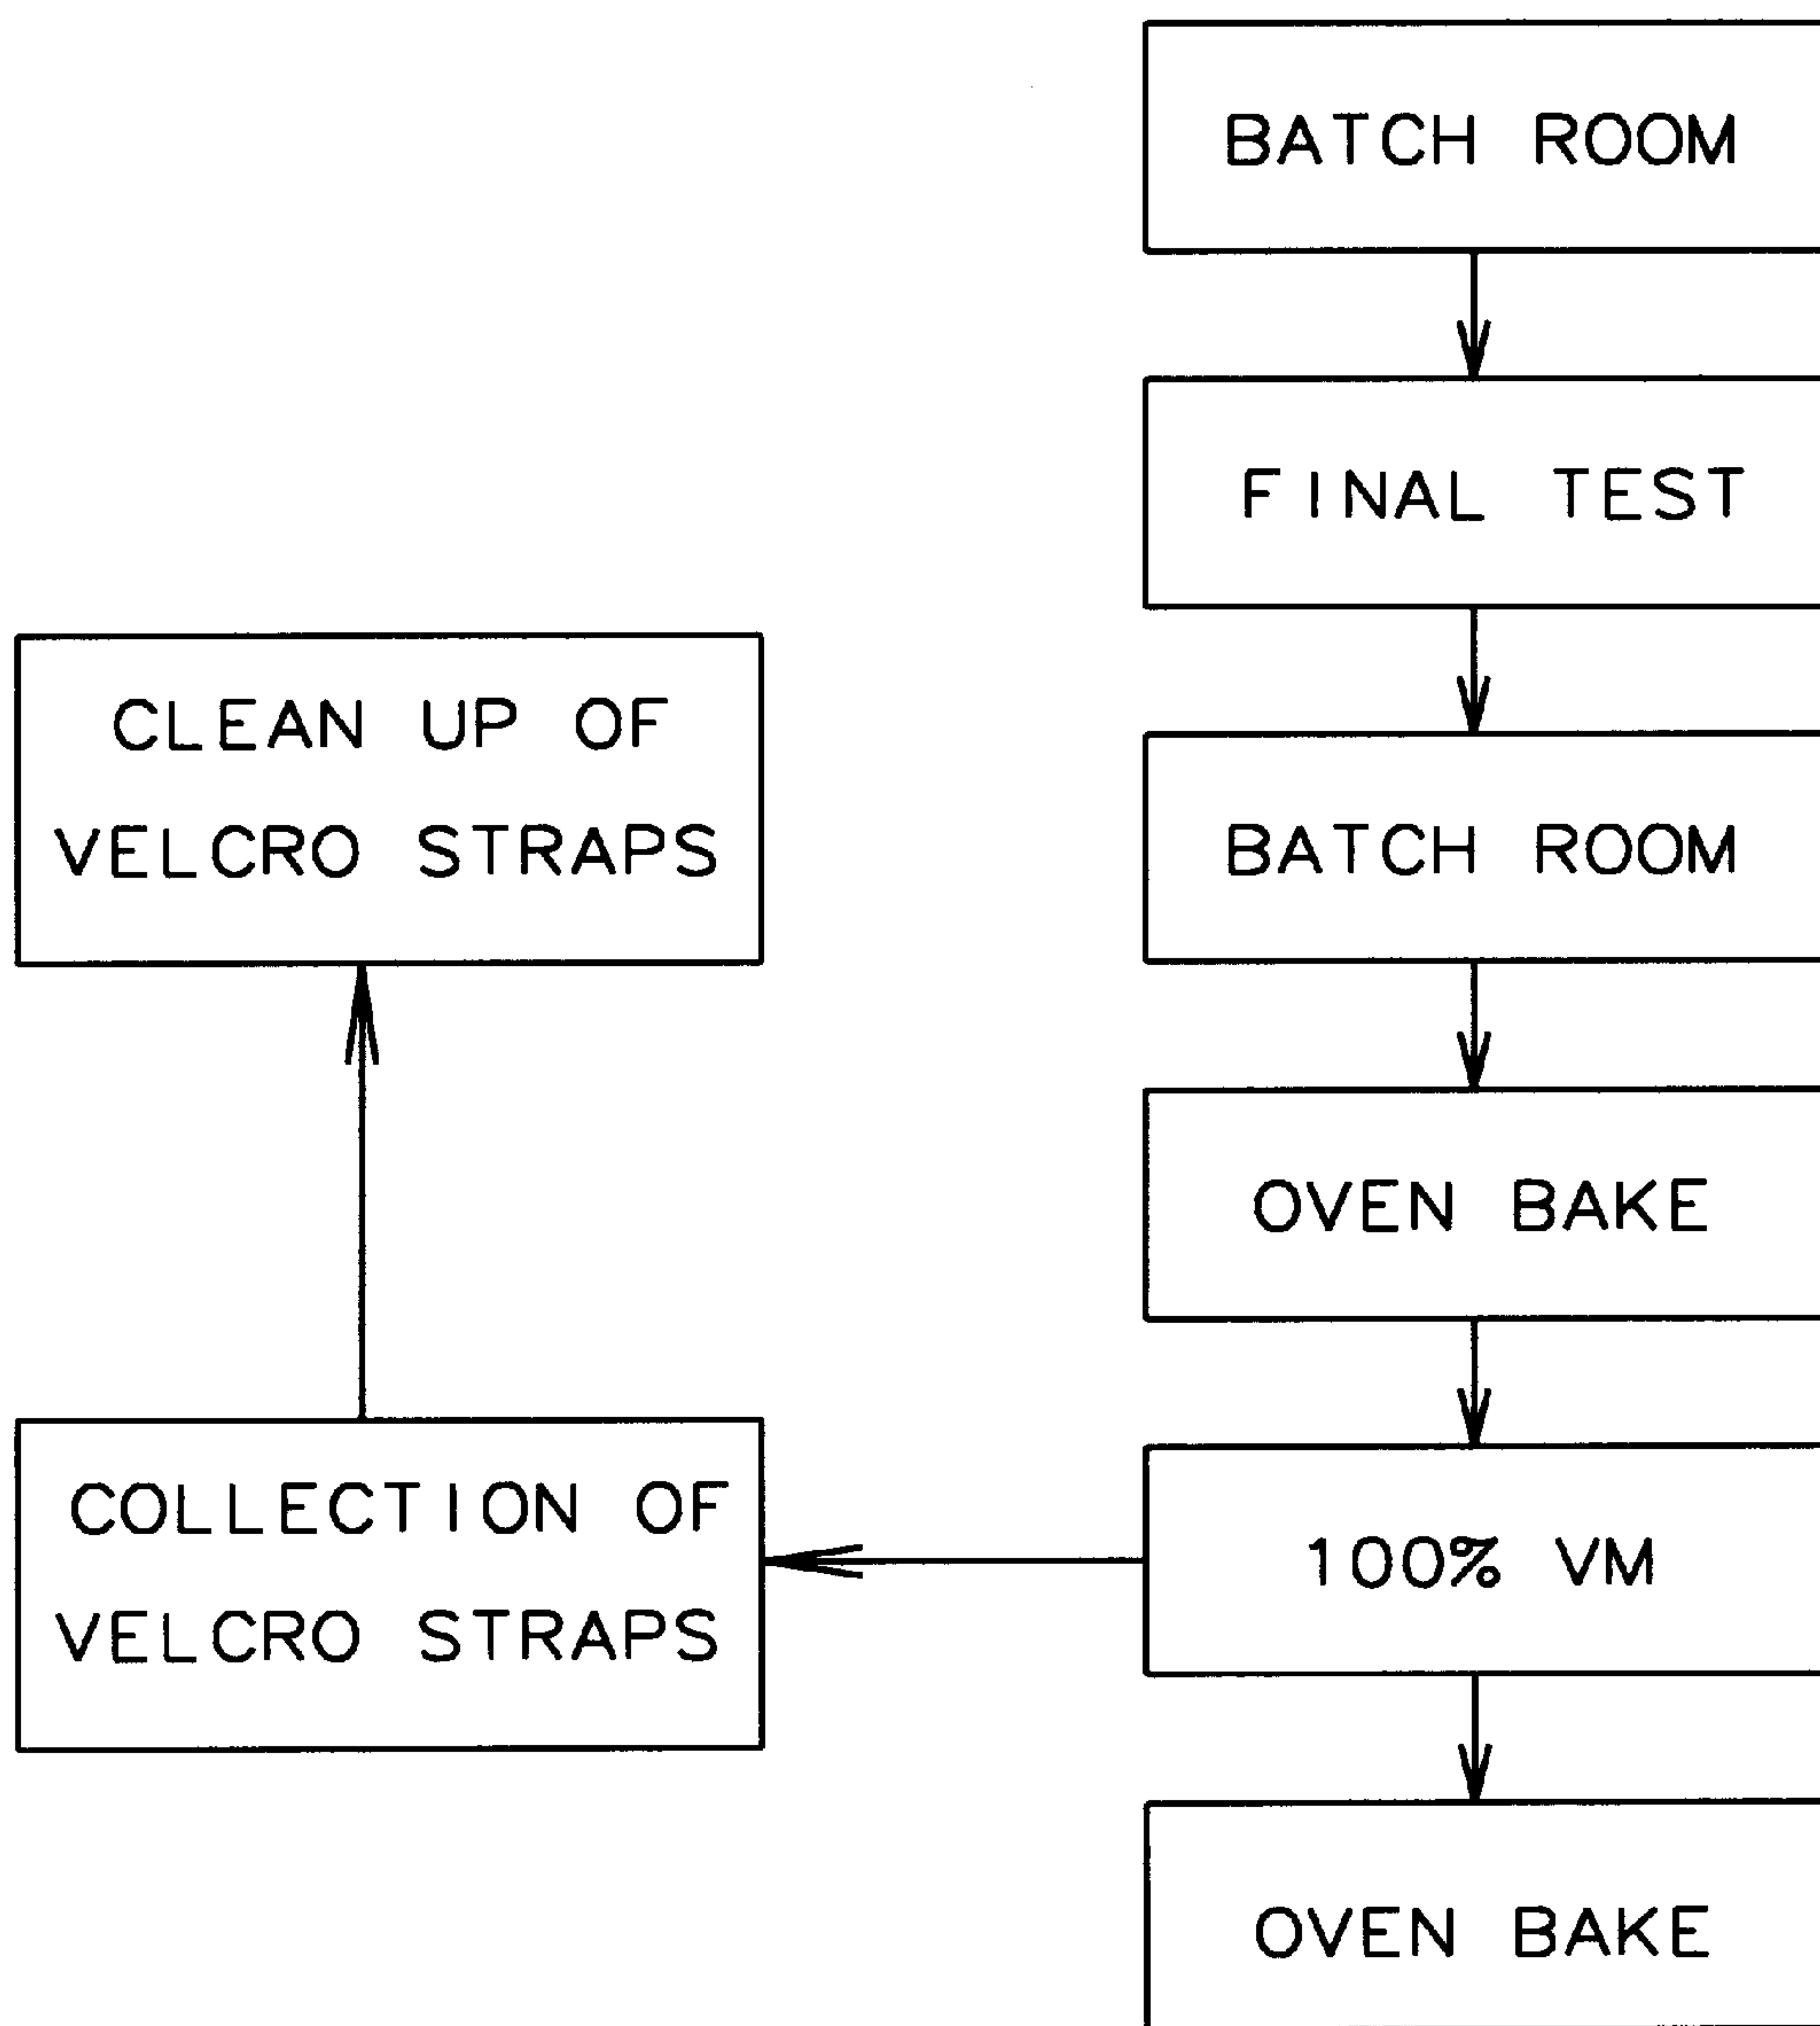 BATCH ROOM
FINAL TEST
CLEAN UP OF
VELCRO STRAPS
BATCH ROOM
OVEN BAKE
COLLECTION OF
VELCRO STRAPS
100% VM
OVEN BAKE